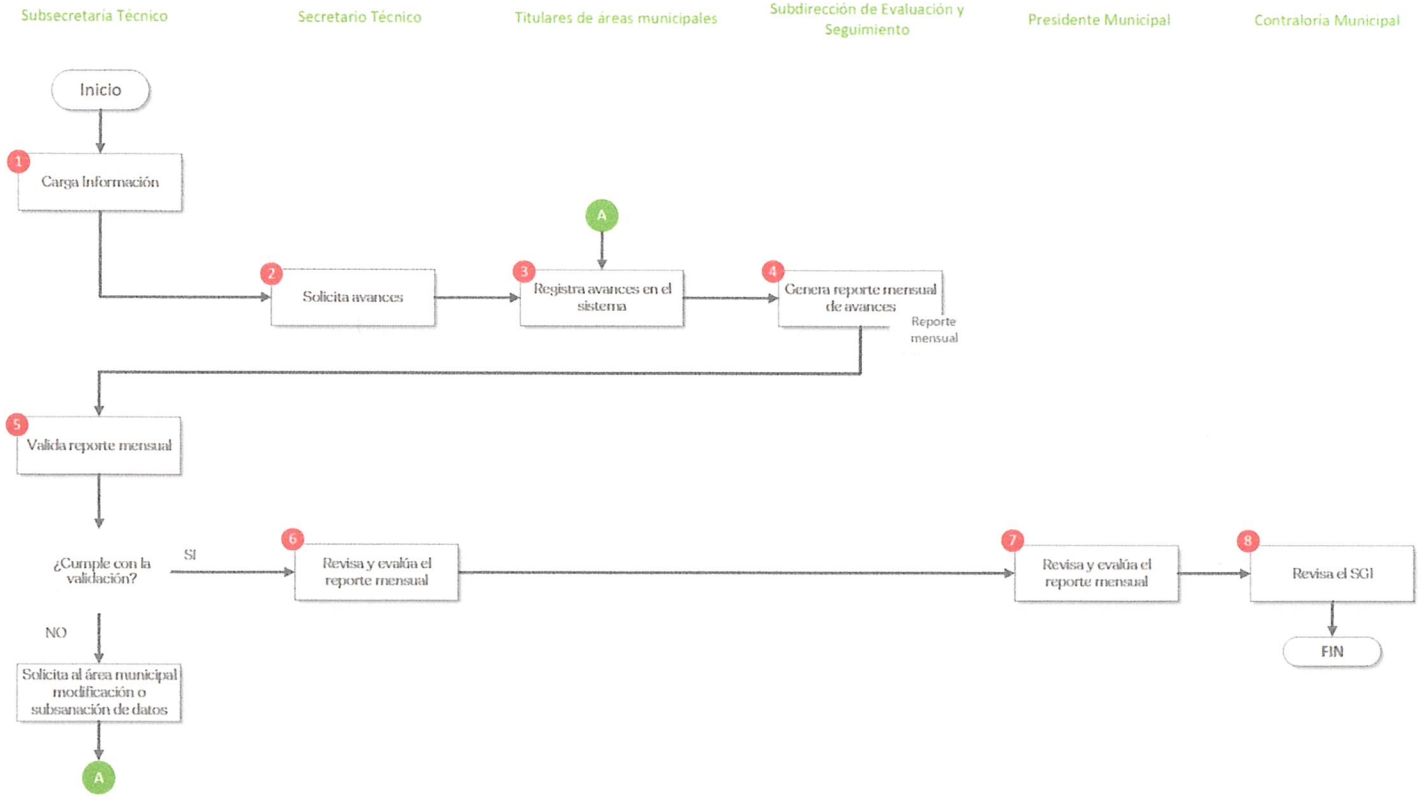 Subsecretaría Técnico
Secretario Técnico
Titulares de áreas municipales
Subdirección de Evaluación y
Seguimiento
Presidente Municipal
Contraloría Municipal
Inicio
1
Carga Información
A
2
Solicita avances
3
Registra avances en el
sistema
4
Genera reporte mensual
de avances
Reporte
mensual
5
Valida reporte mensual
¿Cumple con la
validación?
SI
6
Revisa y evalúa el
reporte mensual
7
Revisa y evalúa el
reporte mensual
8
Revisa el SGI
NO
FIN
Solicita al área municipal
modificación o
subsanación de datos
A